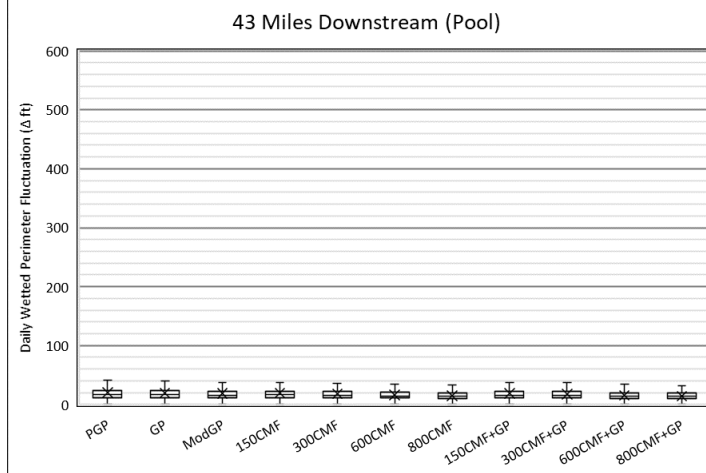 43 Miles Downstream (Pool)
Daily Wetted Perimeter Fluctuation (Δ ft)
600
500
400
300
200
100
0
PGP
GP
ModGP
150CMF
300CMF
600CMF
800CMF
150CMF+GP
300CMF+GP
600CMF+GP
800CMF+GP